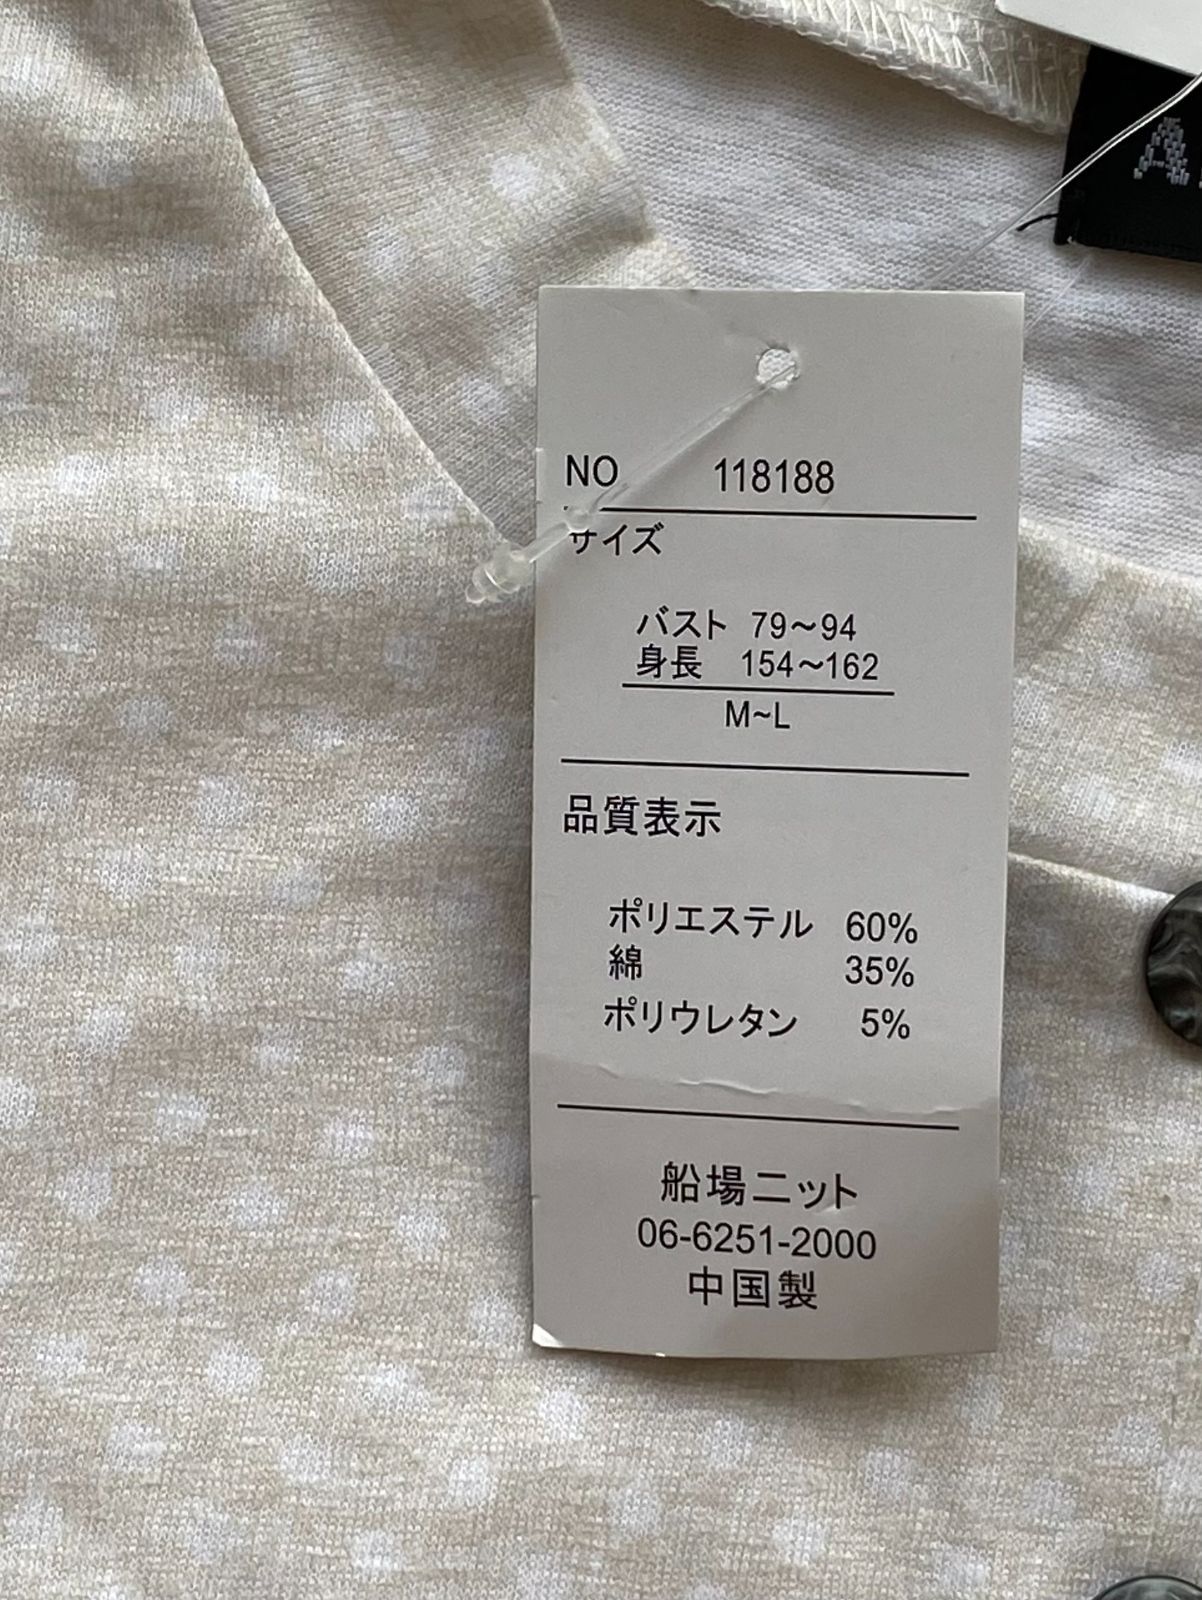 NO 118188
サイズ
バスト 79～94
身長 154～162
M~L
品質表示
ポリエステル 60%
綿 35%
ポリウレタン 5%
船場ニット
06-6251-2000
中国製